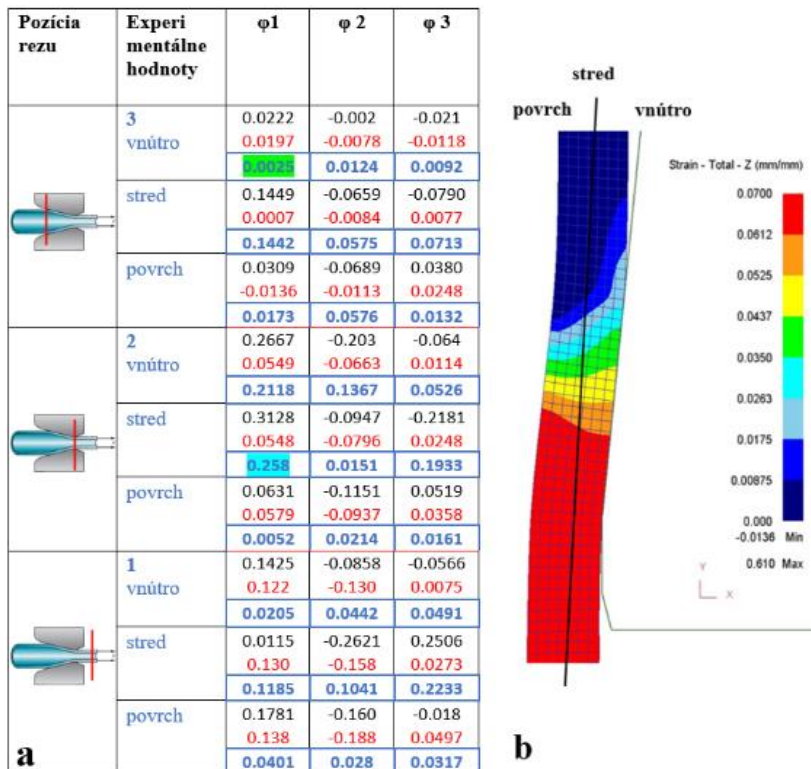 Pozícia rezu Experi mentálne hodnoty φ1 φ 2 φ 3
3 vnútro 0.0222 -0.002 -0.021
0.0197 -0.0078 -0.0118
0.0025 0.0124 0.0092
stred 0.1449 -0.0659 -0.0790
0.0007 -0.0084 0.0077
0.1442 0.0575 0.0713
povrch 0.0309 -0.0689 0.0380
-0.0136 -0.0113 0.0248
0.0173 0.0576 0.0132
2 vnútro 0.2667 -0.203 -0.064
0.0549 -0.0663 0.0114
0.2118 0.1367 0.0526
stred 0.3128 -0.0947 -0.2181
0.0548 -0.0796 0.0248
0.258 0.0151 0.1933
povrch 0.0631 -0.1151 0.0519
0.0579 -0.0937 0.0358
0.0052 0.0214 0.0161
1 vnútro 0.1425 -0.0858 -0.0566
0.122 -0.130 0.0075
0.0205 0.0442 0.0491
stred 0.0115 -0.2621 0.2506
0.130 -0.158 0.0273
0.1185 0.1041 0.2233
povrch 0.1781 -0.160 -0.018
0.138 -0.188 0.0497
0.0401 0.028 0.0317
a
stred
povrch vnútro
Strain - Total - Z (mm/mm)
0.0700
0.0612
0.0525
0.0437
0.0350
0.0263
0.0175
0.00875
0.000
-0.0136 Min
0.610 Max
Y
X
b